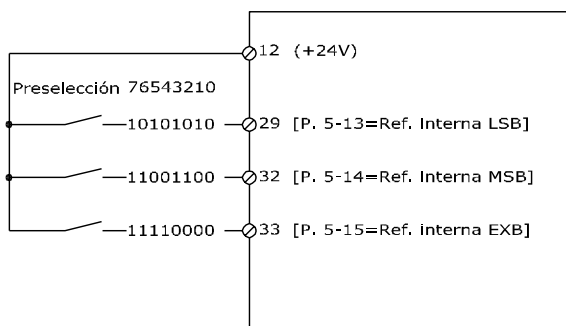 12 (+24V)
Preselección 76543210
10101010 29 [P. 5-13=Ref. Interna LSB]
11001100 32 [P. 5-14=Ref. Interna MSB]
11110000 33 [P. 5-15=Ref. interna EXB]